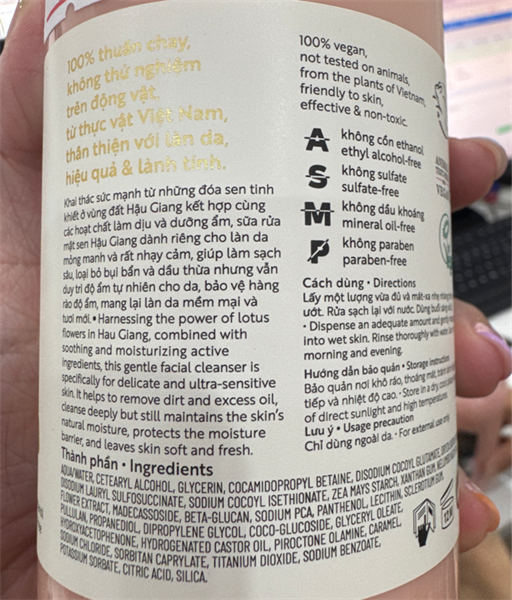 100% thuần chay,
không thử nghiệm
trên động vật,
từ thực vật Việt Nam,
thân thiện với làn da,
hiệu quả & lành tính.
Khai thác sức mạnh từ những đóa sen tinh
khiết ở vùng đất Hậu Giang kết hợp cùng
các hoạt chất làm dịu và dưỡng ẩm, sữa rửa
mặt sen Hậu Giang dành riêng cho làn da
mỏng manh và rất nhạy cảm, giúp làm sạch
sâu, loại bỏ bụi bẩn và dầu thừa nhưng vẫn
duy trì độ ẩm tự nhiên cho da, bảo vệ hàng
rào độ ẩm, mang lại làn da mềm mại và
tươi mới. • Harnessing the power of lotus
flowers in Hau Giang, combined with
soothing and moisturizing active
ingredients, this gentle facial cleanser is
specifically for delicate and ultra-sensitive
skin. It helps to remove dirt and excess oil,
cleanse deeply but still maintains the skin's
natural moisture, protects the moisture
barrier, and leaves skin soft and fresh.
100% vegan,
not tested on animals,
from the plants of Vietnam,
friendly to skin,
effective & non-toxic.
A không cồn ethanol
ethyl alcohol-free
S không sulfate
sulfate-free
M không dầu khoáng
mineral oil-free
P không paraben
paraben-free
Cách dùng • Directions
Lấy một lượng vừa đủ và mát-xa nhẹ
ướt. Rửa sạch lại với nước. Dùng
• Dispense an adequate amount and gently
into wet skin. Rinse thoroughly with
morning and evening.
Hướng dẫn bảo quản • Storage instruction
Bảo quản nơi khô ráo, thoáng mát, tránh
tiếp và nhiệt độ cao. • Store in a dry
of direct sunlight and high temperature.
Lưu ý • Usage precaution
Chỉ dùng ngoài da. • For external use only
Thành phần • Ingredients
AQUA/WATER, CETEARYL ALCOHOL, GLYCERIN, COCAMIDOPROPYL BETAINE, DISODIUM COCOYL GLUTAMATE,
DISODIUM LAURYL SULFOSUCCINATE, SODIUM COCOYL ISETHIONATE, ZEA MAYS STARCH, XANTHAN GUM,
FLOWER EXTRACT, MADECASSOSIDE, BETA-GLUCAN, SODIUM PCA, PANTHENOL, LECITHIN, SCLEROTIUM GUM,
PULLULAN, PROPANEDIOL, DIPROPYLENE GLYCOL, COCO-GLUCOSIDE, GLYCERYL OLEATE,
HYDROXYACETOPHENONE, HYDROGENATED CASTOR OIL, PIROCTONE OLAMINE, CARAMEL,
SODIUM CHLORIDE, SORBITAN CAPRYLATE, TITANIUM DIOXIDE, SODIUM BENZOATE,
POTASSIUM SORBATE, CITRIC ACID, SILICA.